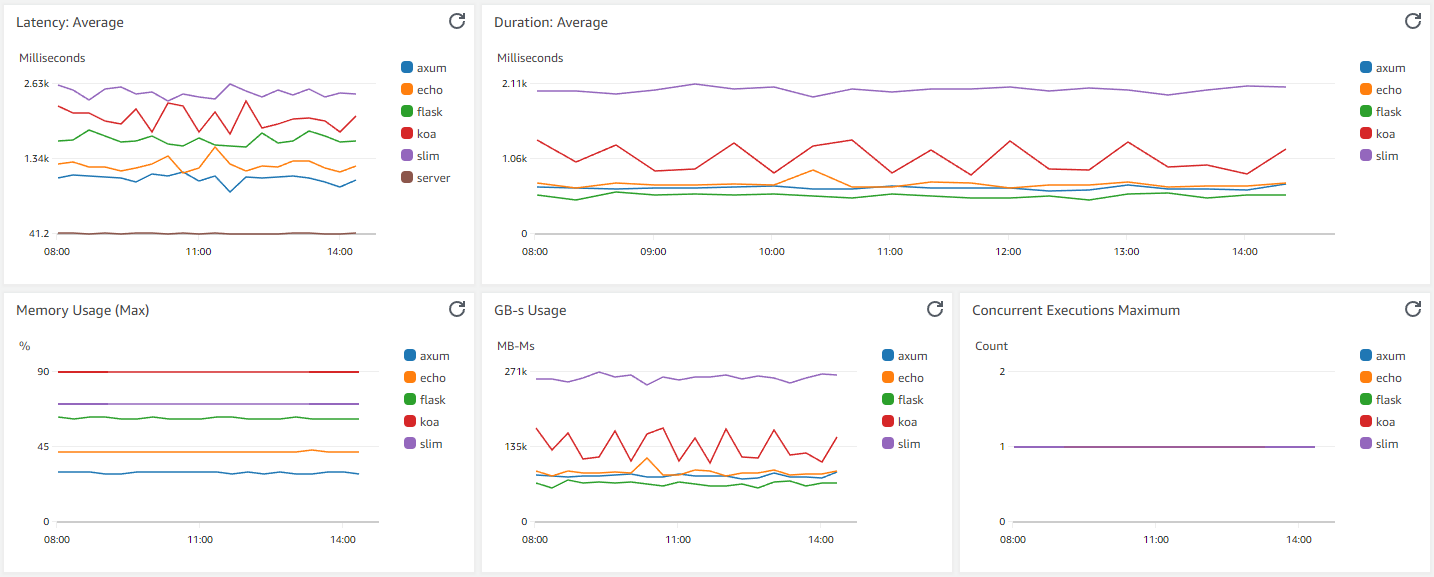 Latency: Average
Milliseconds
2.63k
1.34k
41.2
08:00 11:00 14:00
axum
echo
flask
koa
slim
server
Duration: Average
Milliseconds
2.11k
1.06k
0
08:00 09:00 10:00 11:00 12:00 13:00 14:00
axum
echo
flask
koa
slim
Memory Usage (Max)
%
90
45
0
08:00 11:00 14:00
axum
echo
flask
koa
slim
GB-s Usage
MB-Ms
271k
135k
0
08:00 11:00 14:00
axum
echo
flask
koa
slim
Concurrent Executions Maximum
Count
2
1
0
08:00 11:00 14:00
axum
echo
flask
koa
slim